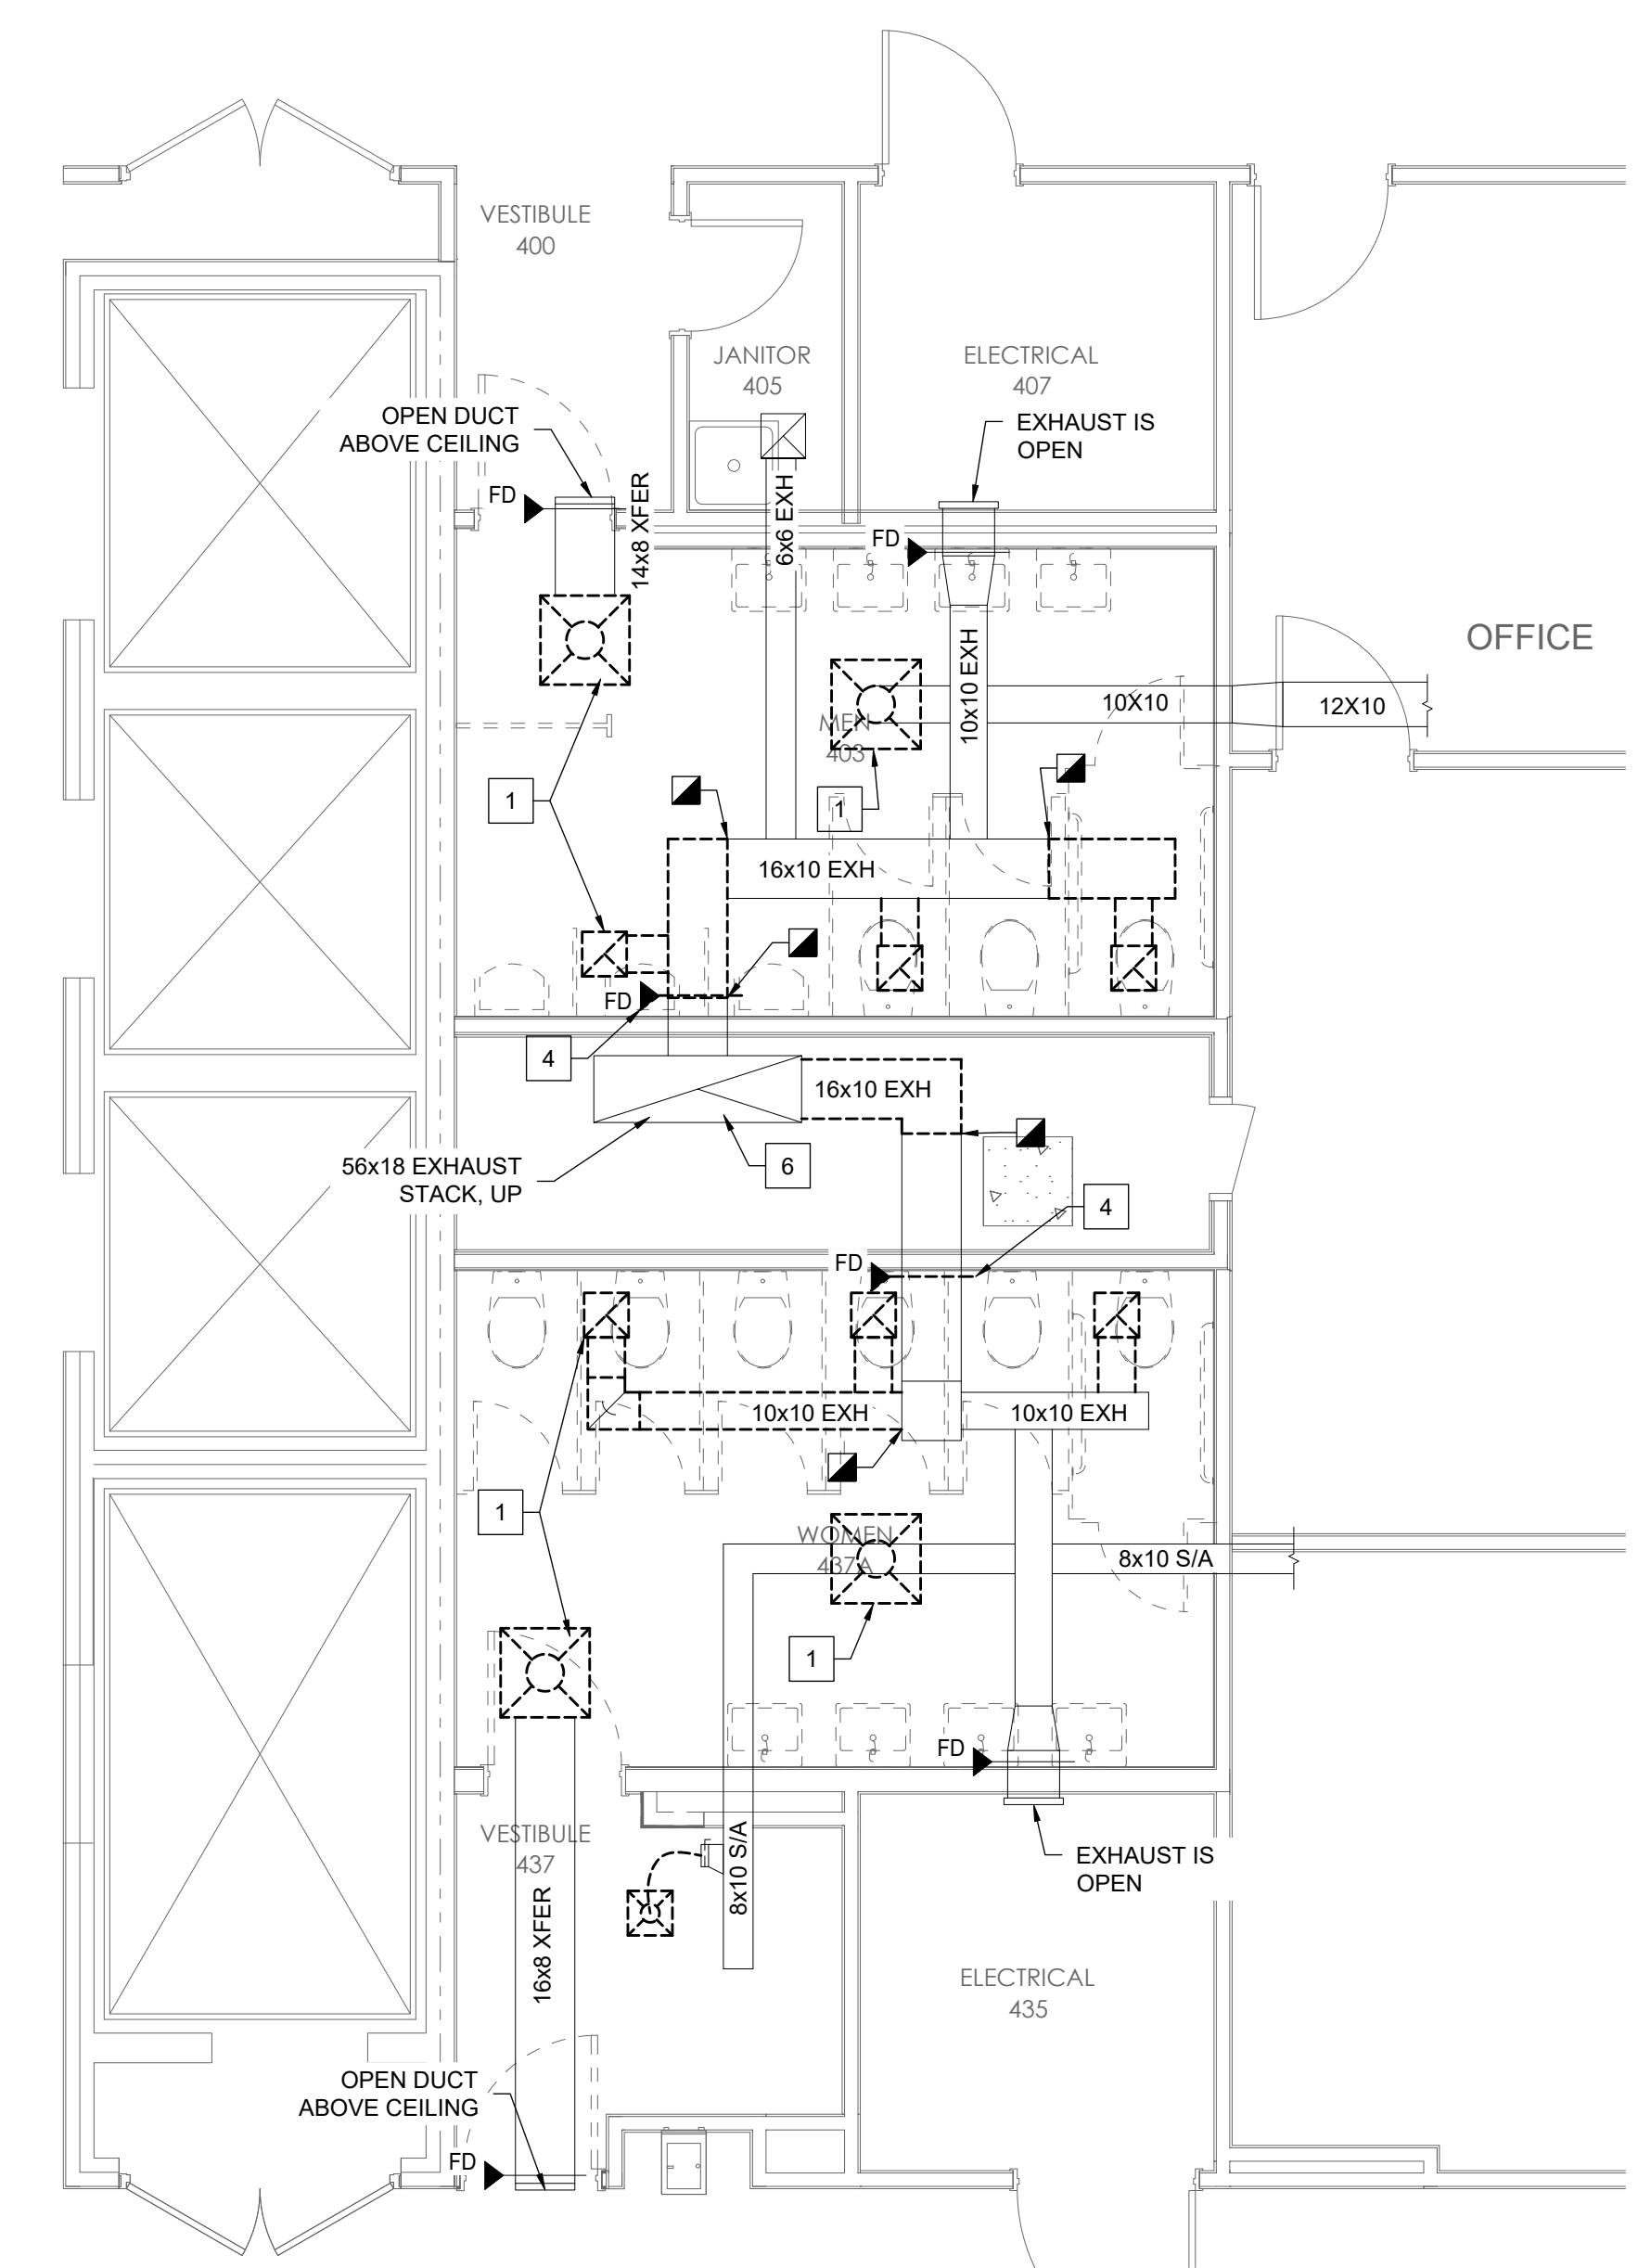 VESTIBULE
400
JANITOR
405
ELECTRICAL
407
OPEN DUCT
ABOVE CEILING
EXHAUST IS
OPEN
FD
14x8 XFER
6x6 EXH
FD
10x10 EXH
OFFICE
10X10
12X10
MEN
403
1
1
16x10 EXH
FD
4
16x10 EXH
56x18 EXHAUST
STACK, UP
6
4
FD
10x10 EXH
10x10 EXH
1
WOMEN
437A
8x10 S/A
1
FD
VESTIBULE
437
8x10 S/A
EXHAUST IS
OPEN
16x8 XFER
ELECTRICAL
435
OPEN DUCT
ABOVE CEILING
FD